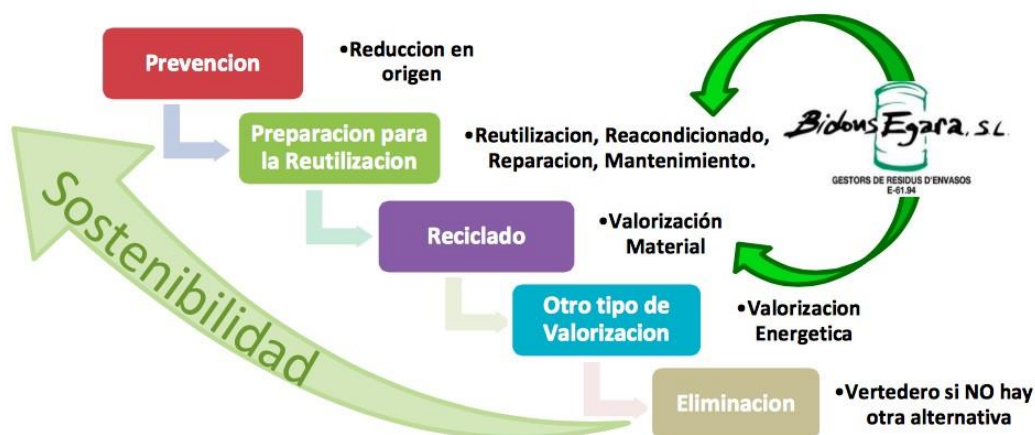 Prevencion
•Reduccion en
origen
Preparacion para
la Reutilizacion
•Reutilizacion, Reacondicionado,
Reparacion, Mantenimiento.
Bidons Egara, S.L.
GESTORS DE RESIDUS D'ENVASOS
E-61.94
Reciclado
•Valorización
Material
Otro tipo de
Valorizacion
•Valorizacion
Energetica
Eliminacion
•Vertedero si NO hay
otra alternativa
Sostenibilidad